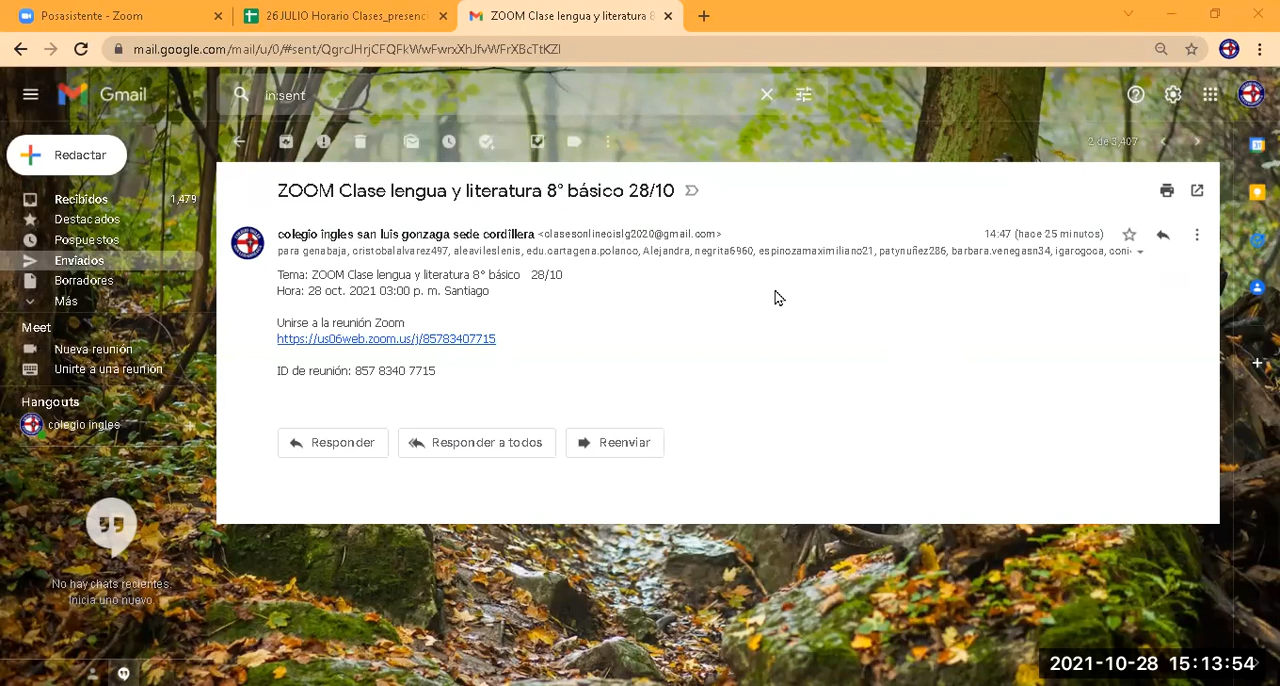 Posasistente - Zoom
26 JULIO Horario Clases_presenc
ZOOM Clase lengua y literatura 8
mail.google.com/mail/u/0/#sent/QgrcJHrjCFQFkWwFwrxXhJfvWFrXBcTtKZl
Gmail
in:sent
Redactar
2 de 3,407
Recibidos 1,479
Destacados
Pospuestos
Enviados
Borradores
Más
Meet
Nueva reunión
Unirte a una reunión
Hangouts
colegio ingles
No hay chats recientes.
Inicia uno nuevo.
ZOOM Clase lengua y literatura 8° básico 28/10
colegio ingles san luis gonzaga sede cordillera <clasesonlinecislg2020@gmail.com>
14:47 (hace 25 minutos)
para genabaja, cristobalalvarez497, aleavileslenis, edu.cartagena.polanco, Alejandra, negrita6960, espinozamaximiliano21, patynuñez286, barbara.venegasn34, igarogoca, coni
Tema: ZOOM Clase lengua y literatura 8° básico 28/10
Hora: 28 oct. 2021 03:00 p. m. Santiago
Unirse a la reunión Zoom
https://us06web.zoom.us/j/85783407715
ID de reunión: 857 8340 7715
Responder
Responder a todos
Reenviar
2021-10-28 15:13:54